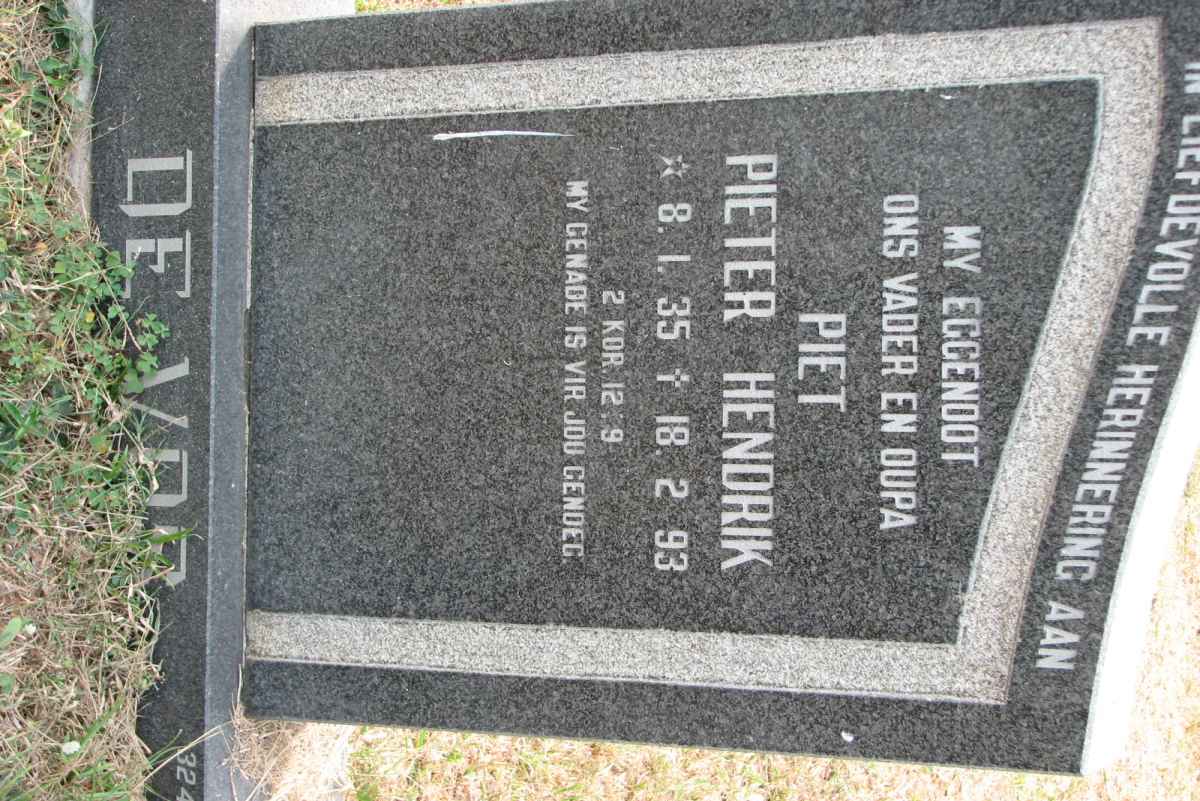 IN LIEFDEVOLLE HERINNERING AAN
MY EGGENOOT
ONS VADER EN OUPA
PIET
PIETER HENDRIK
☆ 8. 1. 35 † 18. 2 93
2 KOR. 12:9
MY GENADE IS VIR JOU GENOEG.
DE
324